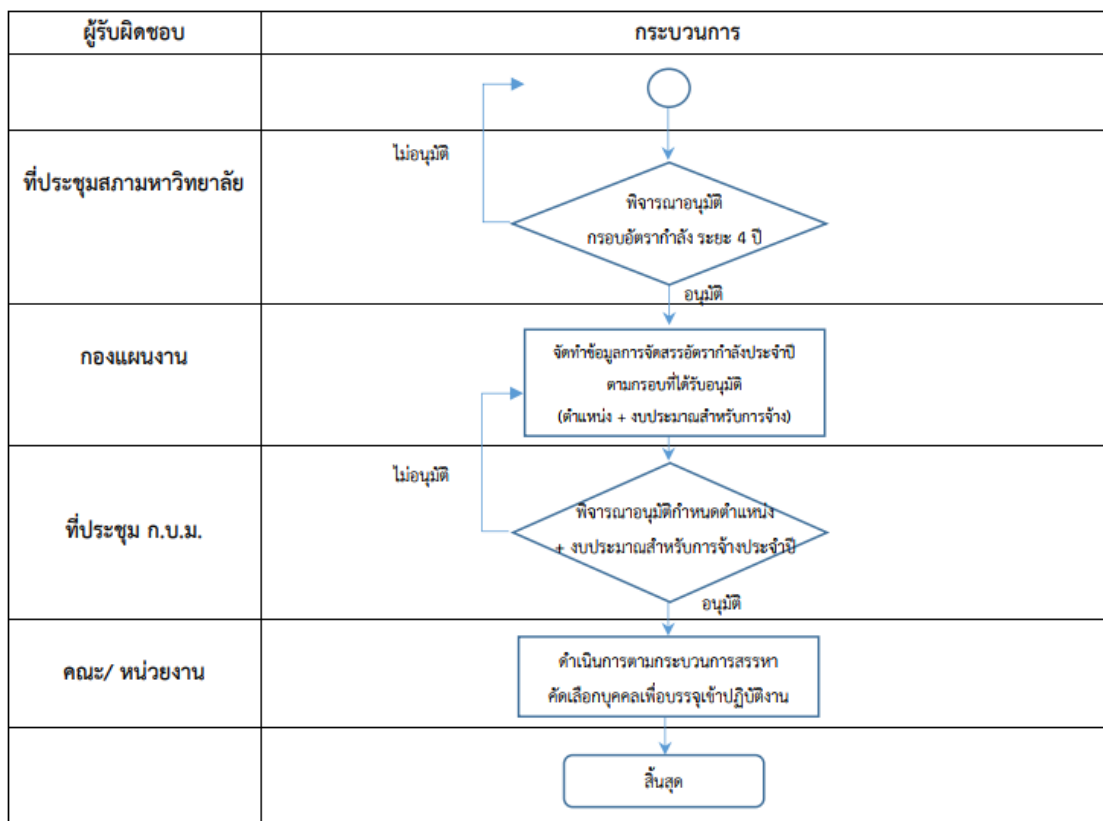 ผู้รับผิดชอบ
กระบวนการ
ไม่อนุมัติ
ที่ประชุมสภามหาวิทยาลัย
พิจารณาอนุมัติ
กรอบอัตรากำลัง ระยะ 4 ปี
อนุมัติ
กองแผนงาน
จัดทำข้อมูลการจัดสรรอัตรากำลังประจำปี
ตามกรอบที่ได้รับอนุมัติ
(ตำแหน่ง + งบประมาณสำหรับการจ้าง)
ไม่อนุมัติ
ที่ประชุม ก.บ.ม.
พิจารณาอนุมัติกำหนดตำแหน่ง
+ งบประมาณสำหรับการจ้างประจำปี
อนุมัติ
คณะ/ หน่วยงาน
ดำเนินการตามกระบวนการสรรหา
คัดเลือกบุคคลเพื่อบรรจุเข้าปฏิบัติงาน
สิ้นสุด